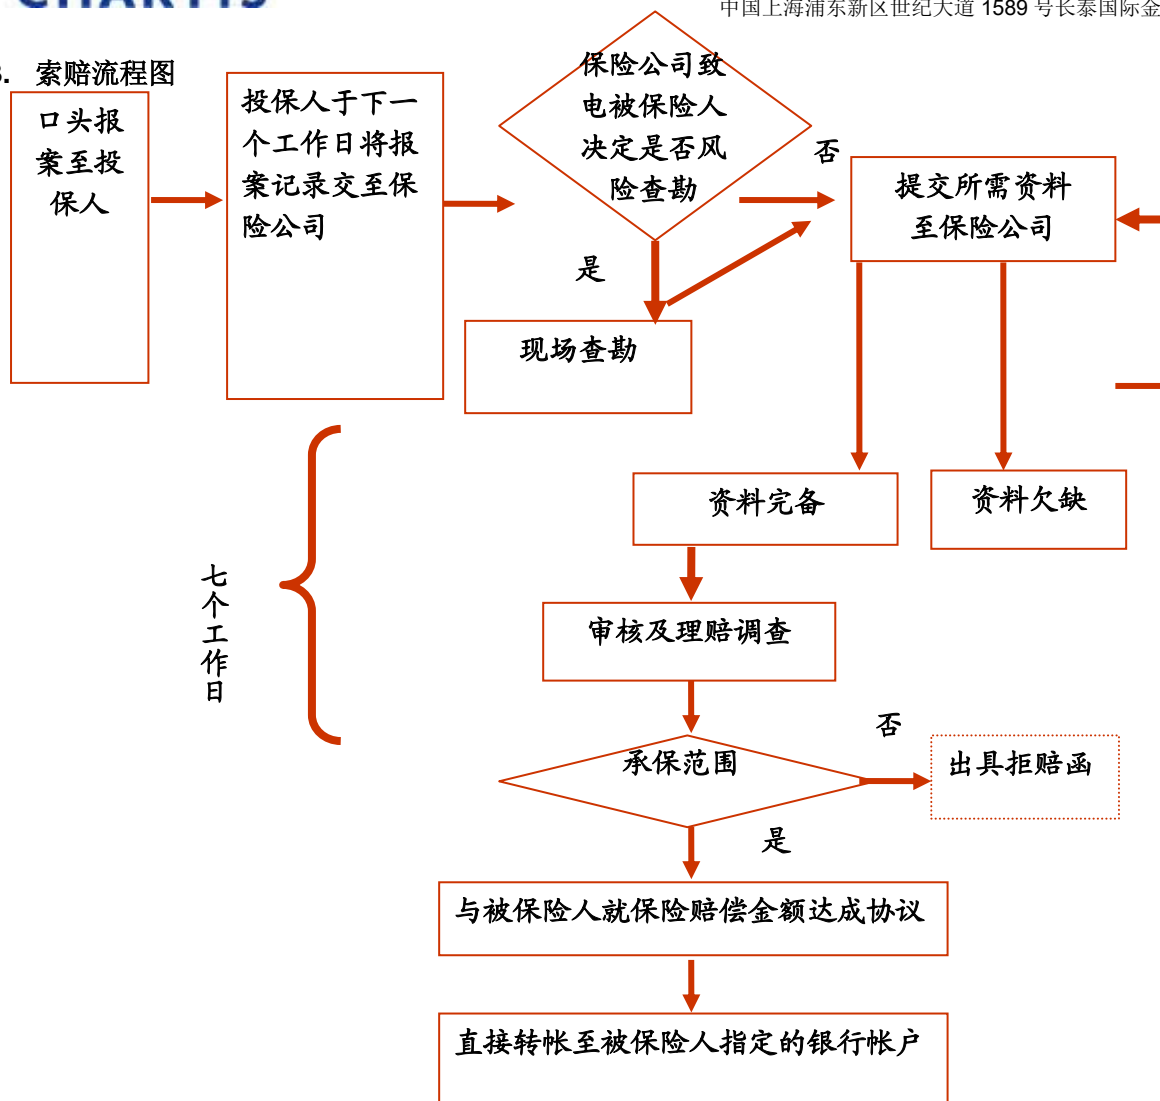 CHARTIS
中国上海浦东新区世纪大道 1589 号长泰国际金
3. 索赔流程图
口头报
案至投
保人
投保人于下一
个工作日将报
案记录交至保
险公司
保险公司致
电被保险人
决定是否风
险查勘
否
提交所需资料
至保险公司
是
现场查勘
资料完备
资料欠缺
七个工作日
审核及理赔调查
承保范围
否
出具拒赔函
是
与被保险人就保险赔偿金额达成协议
直接转帐至被保险人指定的银行帐户